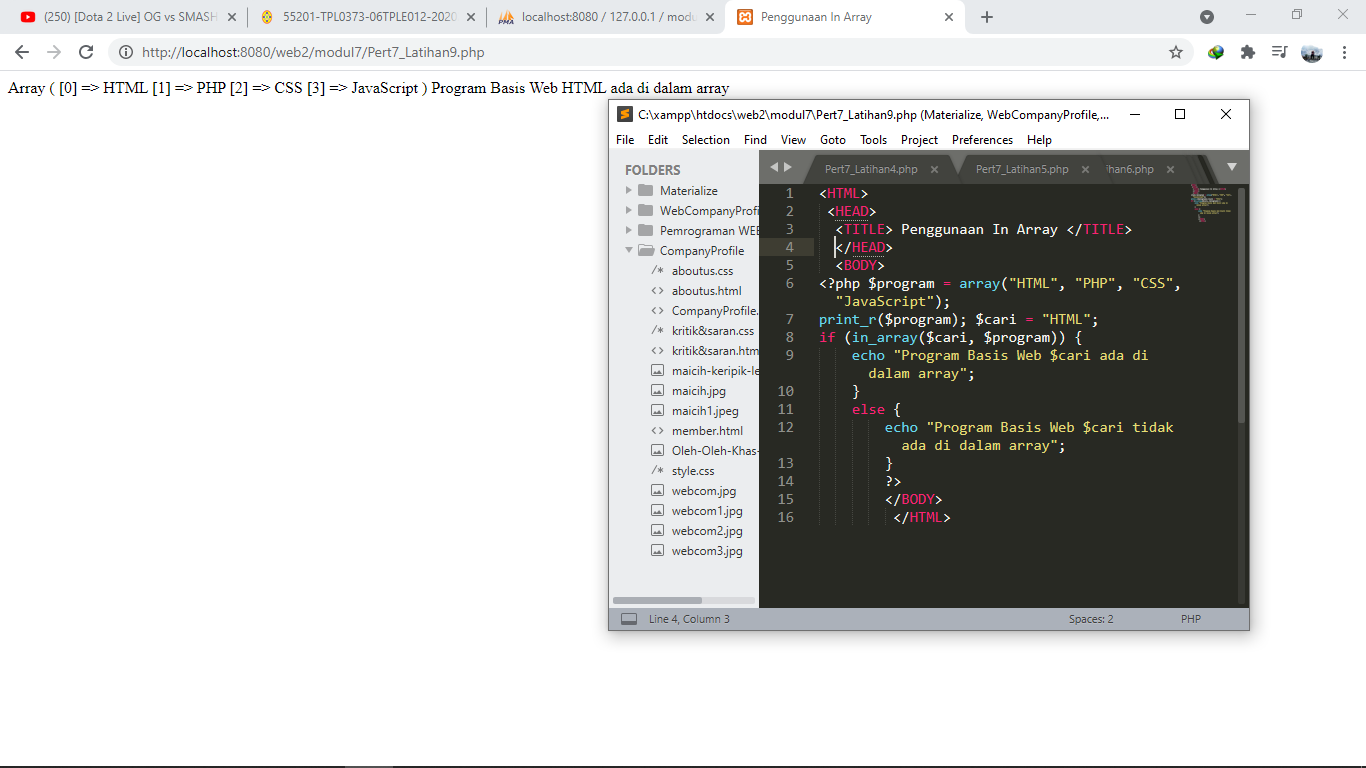 (250) [Dota 2 Live] OG vs SMASH
55201-TPL0373-06TPLE012-2020
localhost:8080 / 127.0.0.1 / modu
Penggunaan In Array
http://localhost:8080/web2/modul7/Pert7_Latihan9.php
Array ( [0] => HTML [1] => PHP [2] => CSS [3] => JavaScript ) Program Basis Web HTML ada di dalam array
C:\xampp\htdocs\web2\modul7\Pert7_Latihan9.php (Materialize, WebCompanyProfile,...
File Edit Selection Find View Goto Tools Project Preferences Help
FOLDERS
Materialize
WebCompanyProfi
Pemrograman WEB
CompanyProfile
/* aboutus.css
<> aboutus.html
<> CompanyProfile.
/* kritik&saran.css
<> kritik&saran.htm
maicih-keripik-le
maicih.jpg
maicih1.jpeg
<> member.html
Oleh-Oleh-Khas-
/* style.css
webcom.jpg
webcom1.jpg
webcom2.jpg
webcom3.jpg
Pert7_Latihan4.php Pert7_Latihan5.php ihan6.php
1 <HTML>
2 <HEAD>
3 <TITLE> Penggunaan In Array </TITLE>
4 </HEAD>
5 <BODY>
6 <?php $program = array("HTML", "PHP", "CSS",
"JavaScript");
7 print_r($program); $cari = "HTML";
8 if (in_array($cari, $program)) {
9 echo "Program Basis Web $cari ada di
dalam array";
10 }
11 else {
12 echo "Program Basis Web $cari tidak
ada di dalam array";
13 }
14 ?>
15 </BODY>
16 </HTML>
Line 4, Column 3 Spaces: 2 PHP